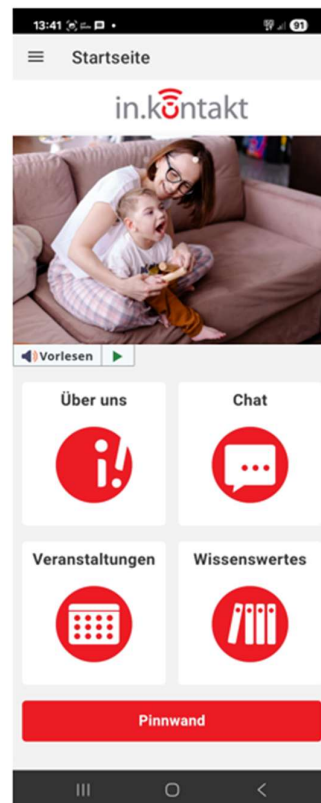 13:41
91
Startseite
in.kontakt
Vorlesen
Über uns
Chat
Veranstaltungen
Wissenswertes
Pinnwand